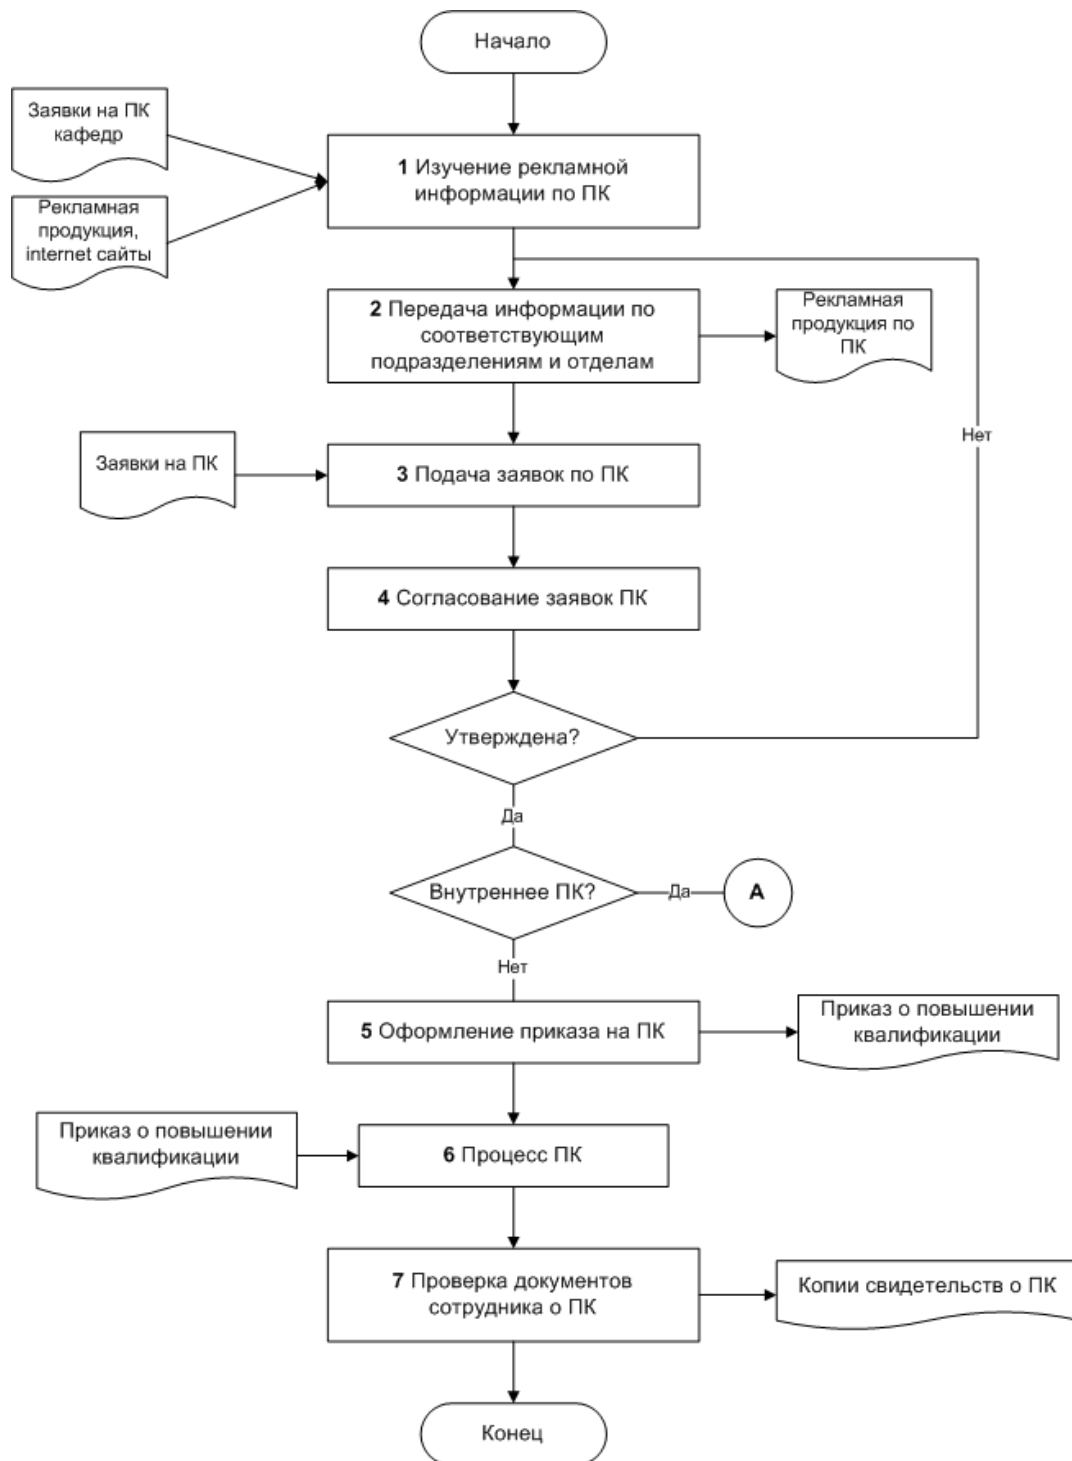 Начало
Заявки на ПК
кафедр
1 Изучение рекламной
информации по ПК
Рекламная
продукция,
internet сайты
2 Передача информации по
соответствующим
подразделениям и отделам
Рекламная
продукция по
ПК
Нет
Заявки на ПК
3 Подача заявок по ПК
4 Согласование заявок ПК
Утверждена?
Да
Внутреннее ПК?
Да
А
Нет
5 Оформление приказа на ПК
Приказ о повышении
квалификации
Приказ о повышении
квалификации
6 Процесс ПК
7 Проверка документов
сотрудника о ПК
Копии свидетельств о ПК
Конец